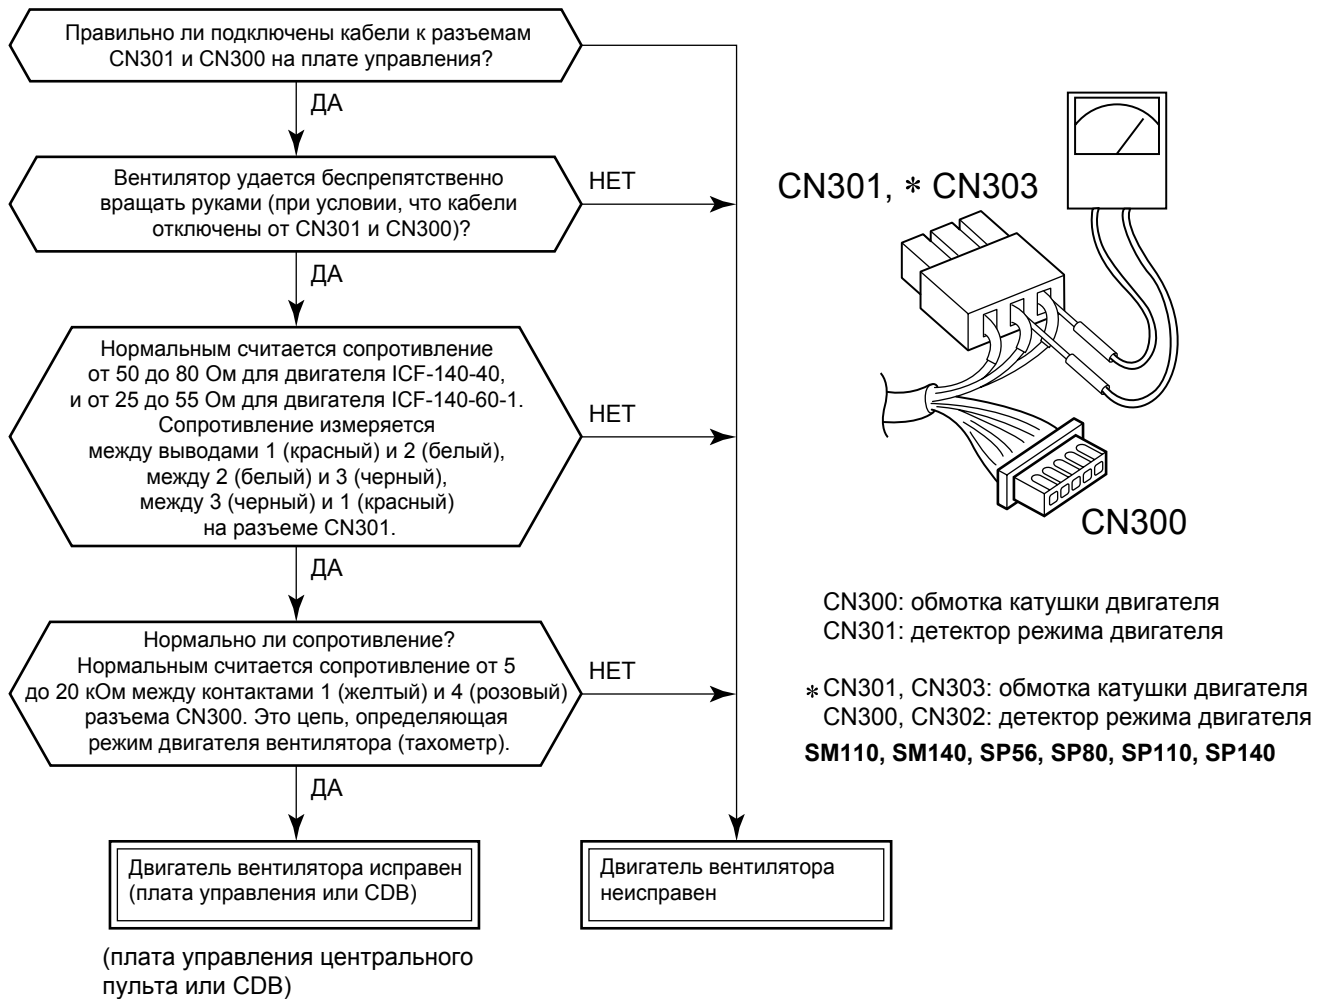 Правильно ли подключены кабели к разъемам
CN301 и CN300 на плате управления?
ДА
Вентилятор удается беспрепятственно
вращать руками (при условии, что кабели
отключены от CN301 и CN300)?
НЕТ
ДА
Нормальным считается сопротивление
от 50 до 80 Ом для двигателя ICF-140-40,
и от 25 до 55 Ом для двигателя ICF-140-60-1.
Сопротивление измеряется
между выводами 1 (красный) и 2 (белый),
между 2 (белый) и 3 (черный),
между 3 (черный) и 1 (красный)
на разъеме CN301.
НЕТ
ДА
Нормально ли сопротивление?
Нормальным считается сопротивление от 5
до 20 кОм между контактами 1 (желтый) и 4 (розовый)
разъема CN300. Это цепь, определяющая
режим двигателя вентилятора (тахометр).
НЕТ
ДА
Двигатель вентилятора исправен
(плата управления или CDB)
(плата управления центрального
пульта или CDB)
Двигатель вентилятора
неисправен
CN301, * CN303
CN300
CN300: обмотка катушки двигателя
CN301: детектор режима двигателя
* CN301, CN303: обмотка катушки двигателя
CN300, CN302: детектор режима двигателя
SM110, SM140, SP56, SP80, SP110, SP140